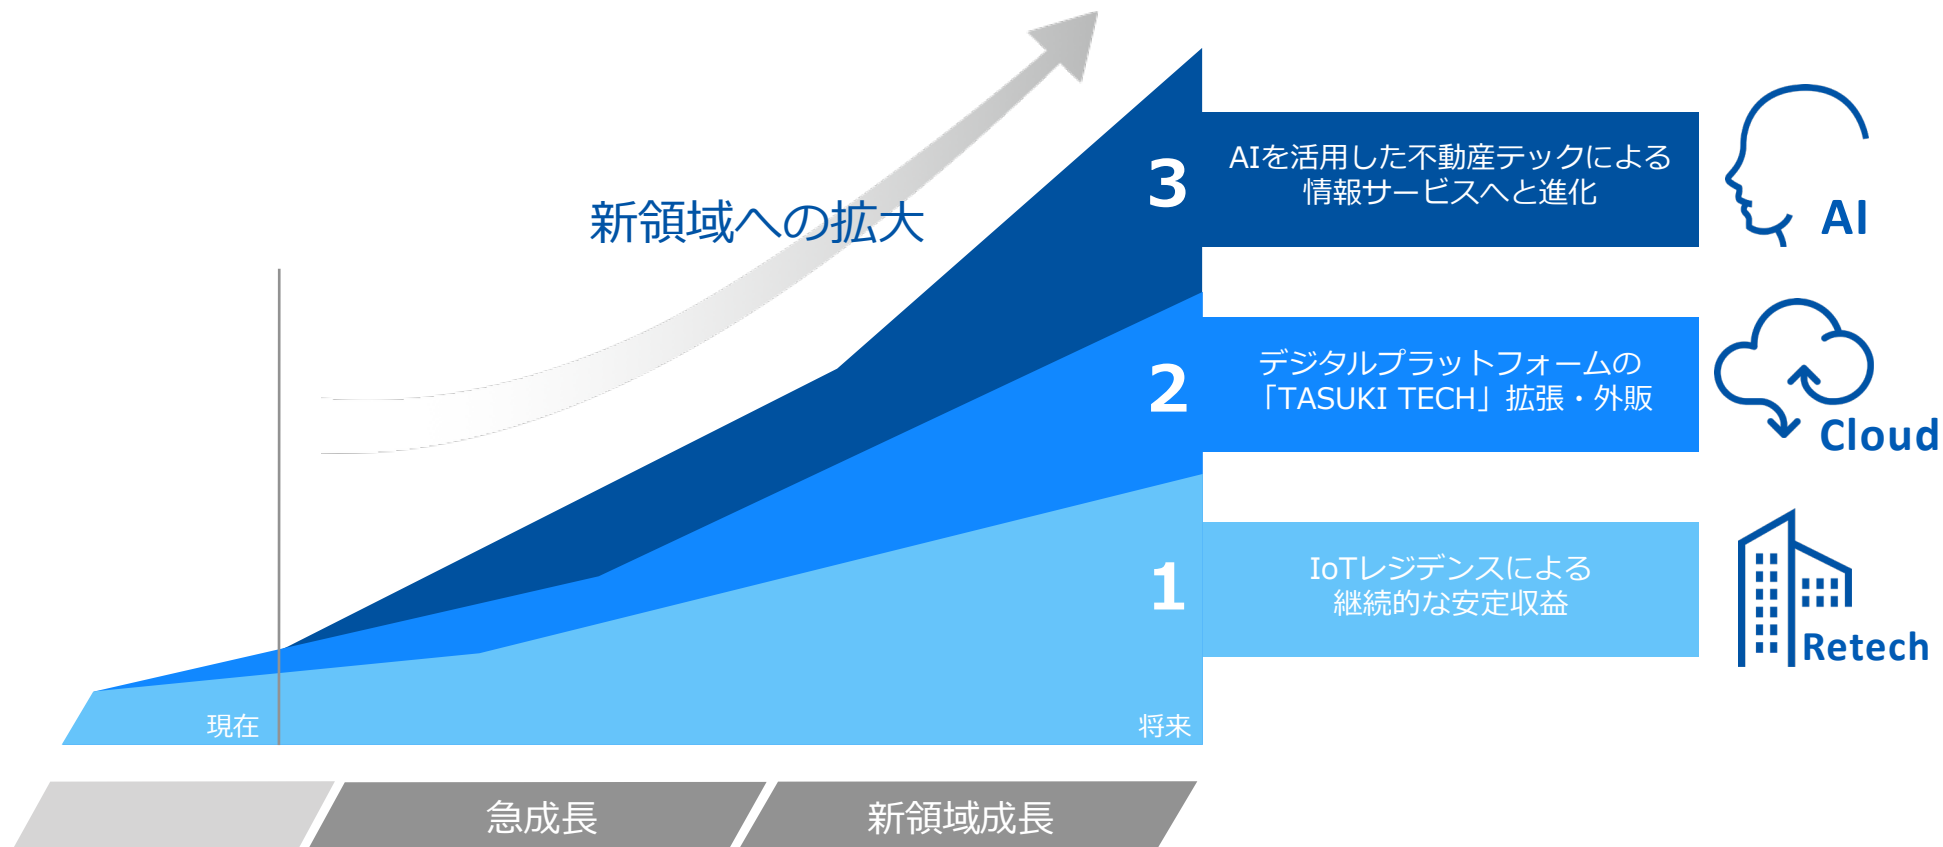 新領域への拡大
3
AIを活用した不動産テックによる
情報サービスへと進化
AI
2
デジタルプラットフォームの
「TASUKI TECH」拡張・外販
Cloud
1
IoTレジデンスによる
継続的な安定収益
Retech
現在
将来
急成長
新領域成長